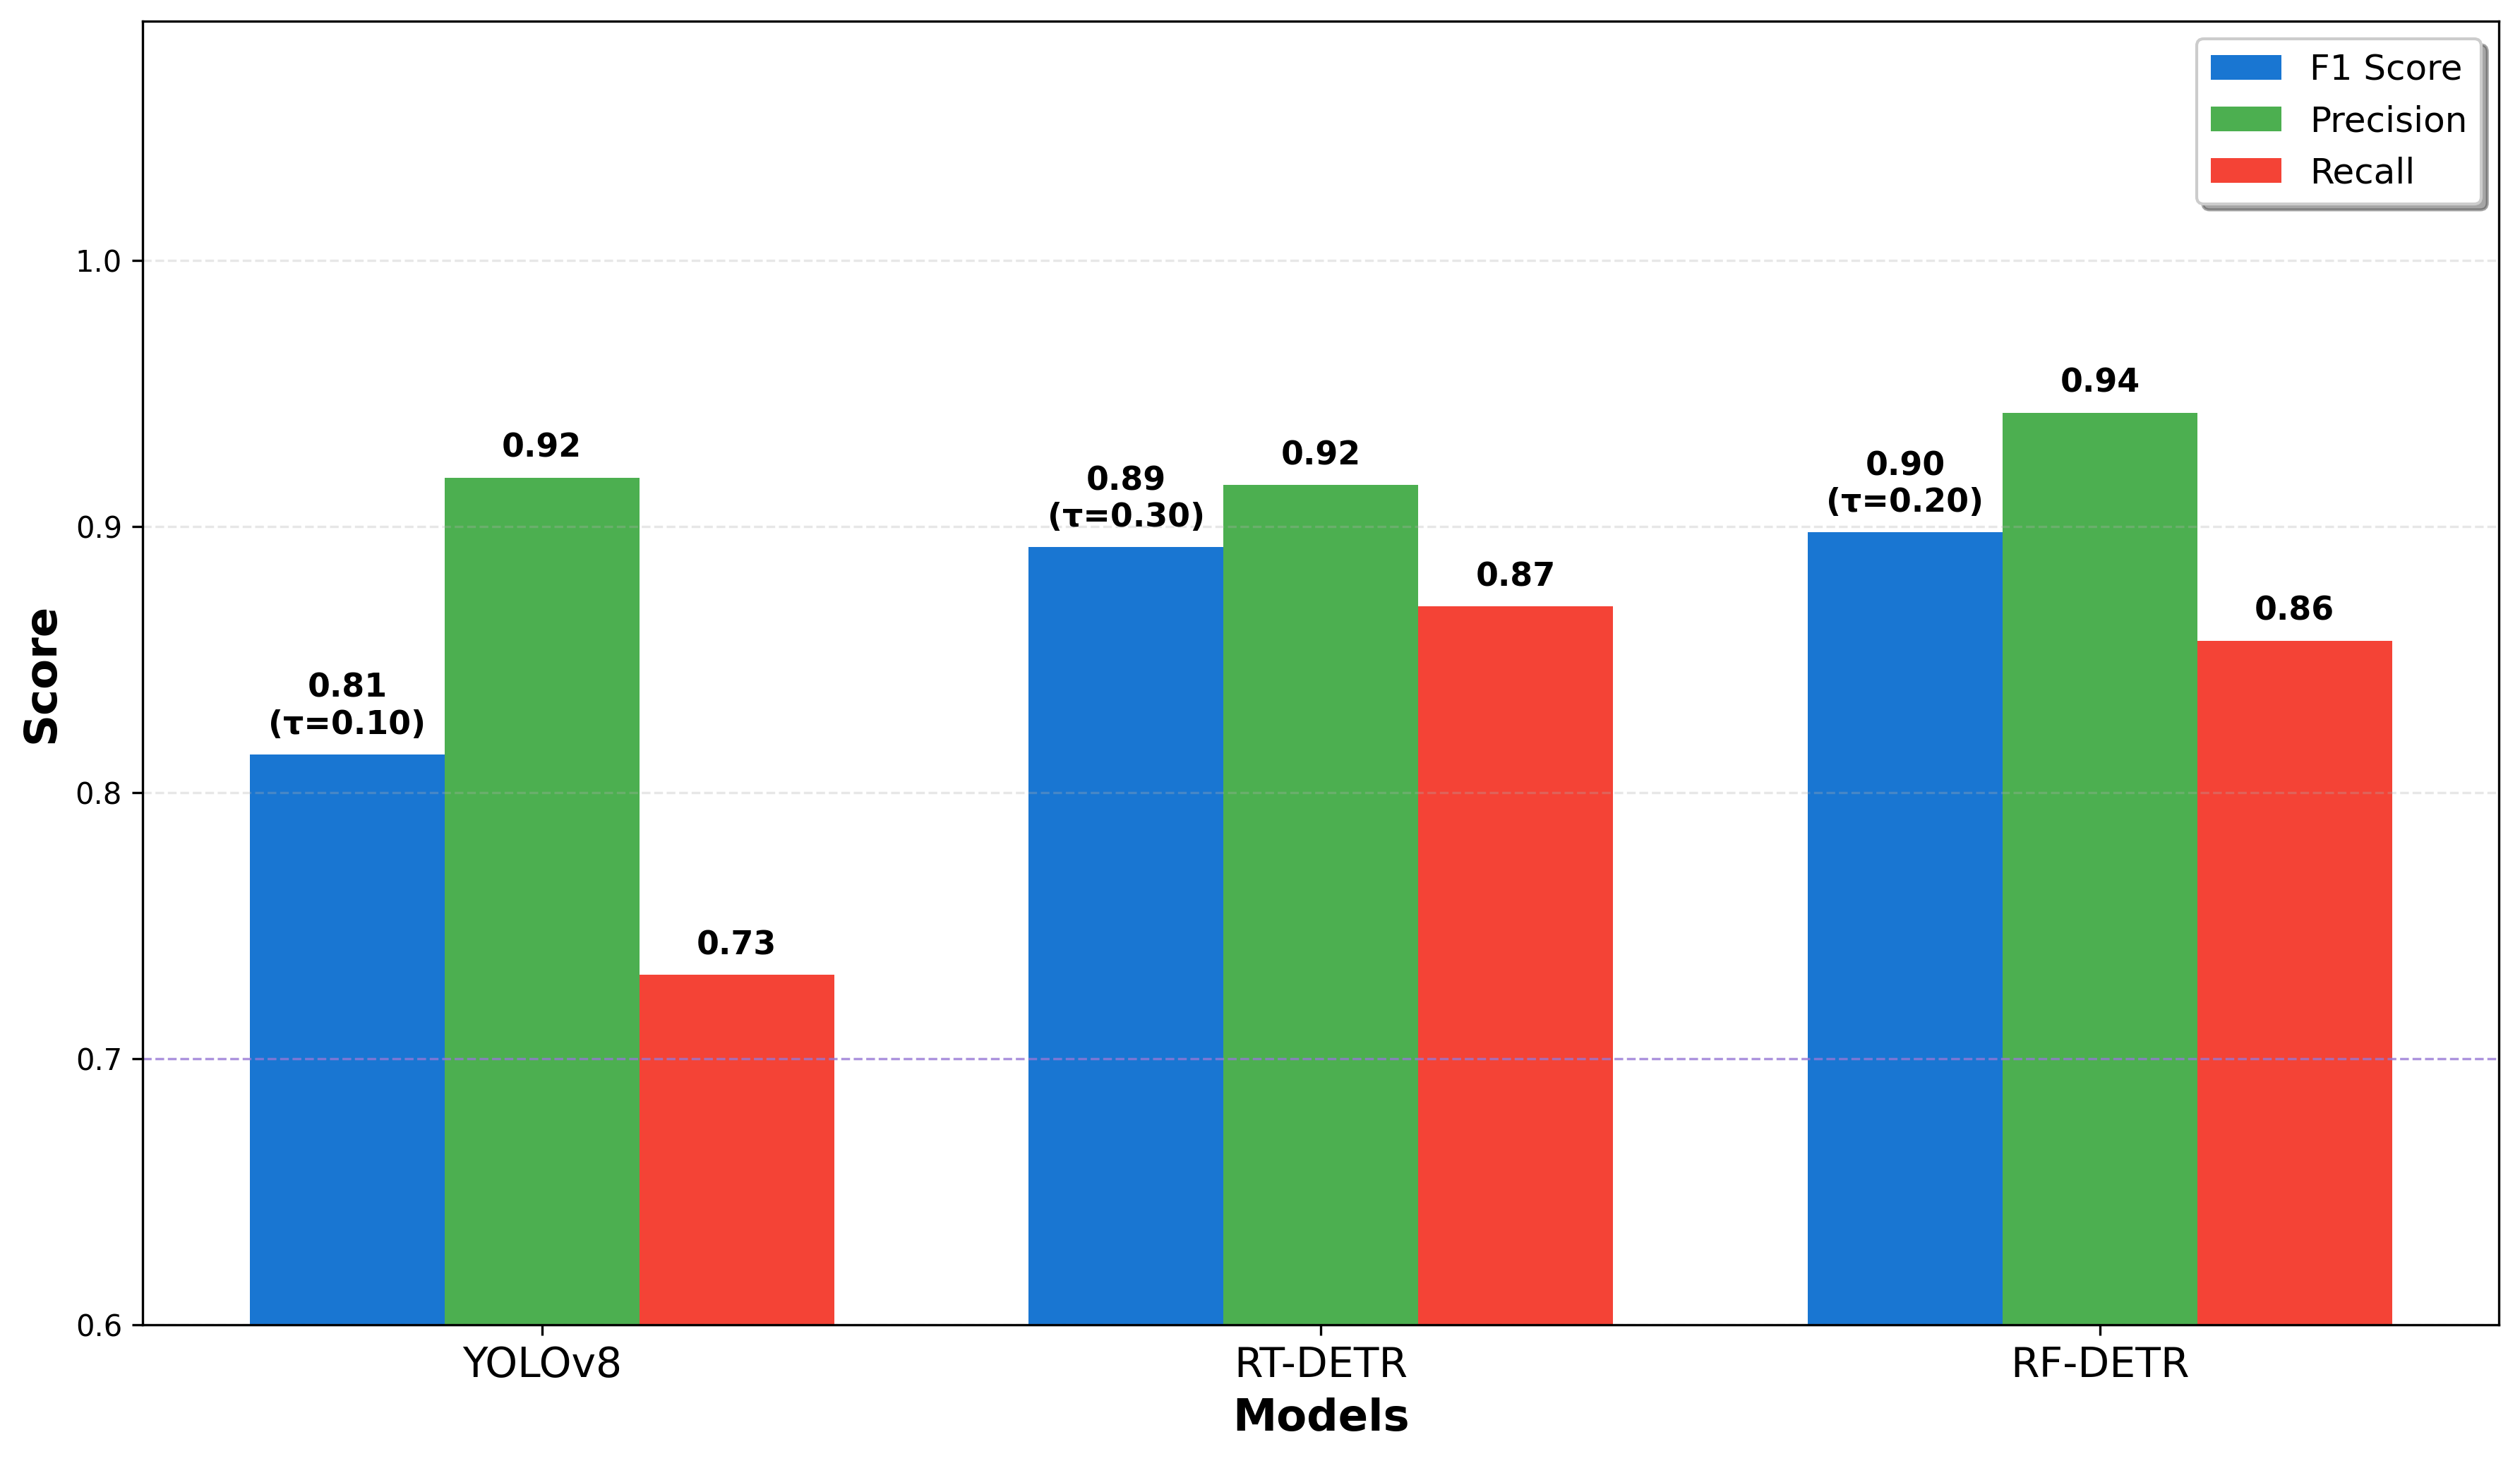 F1 Score
Precision
Recall
1.0
0.9
0.8
0.7
0.6
Score
0.81
(τ=0.10)
0.92
0.73
0.89
(τ=0.30)
0.92
0.87
0.90
(τ=0.20)
0.94
0.86
YOLOv8
RT-DETR
RF-DETR
Models